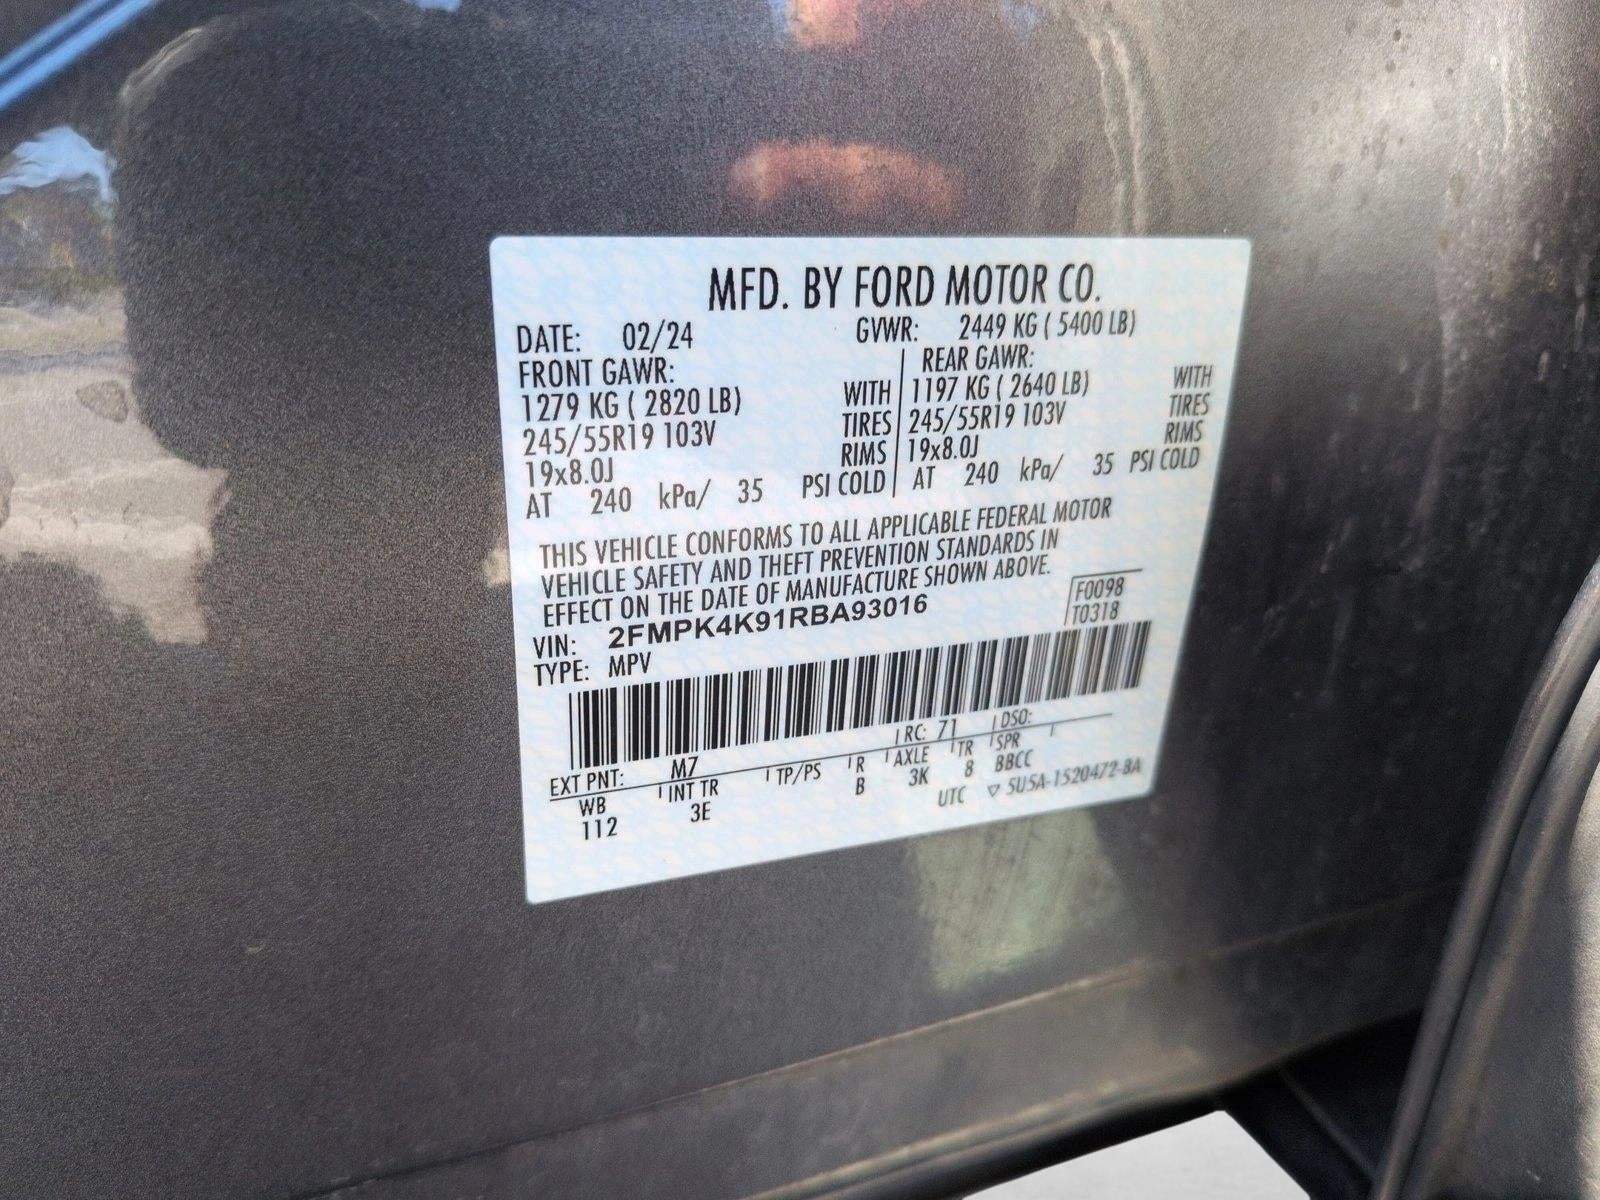 MFD. BY FORD MOTOR CO.
DATE: 02/24 GVWR: 2449 KG ( 5400 LB)
FRONT GAWR: REAR GAWR:
1279 KG ( 2820 LB) WITH 1197 KG ( 2640 LB) WITH
245/55R19 103V TIRES 245/55R19 103V TIRES
19x8.0J RIMS 19x8.0J RIMS
AT 240 kPa/ 35 PSI COLD AT 240 kPa/ 35 PSI COLD
THIS VEHICLE CONFORMS TO ALL APPLICABLE FEDERAL MOTOR
VEHICLE SAFETY AND THEFT PREVENTION STANDARDS IN
EFFECT ON THE DATE OF MANUFACTURE SHOWN ABOVE.
VIN: 2FMPK4K91RBA93016 F0098
TYPE: MPV T0318
EXT PNT: M7 RC: 71 DSO:
WB INT TR TP/PS R AXLE TR SPR
112 3E B 3K 8 BBCC
UTC ▽ 5U5A-1520472-BA